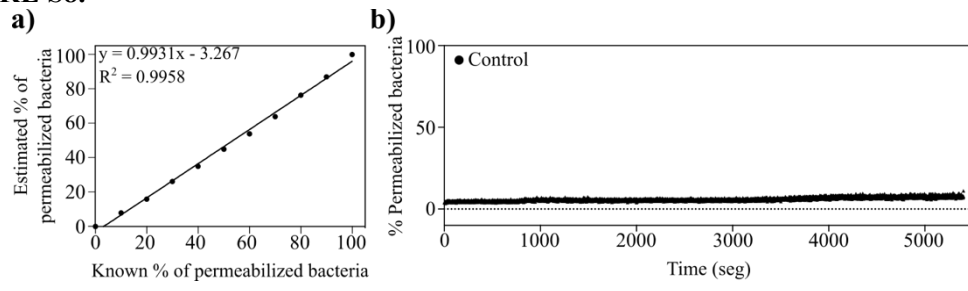 a)
b)
y = 0.9931x - 3.267
R² = 0.9958
Estimated % of
permeabilized bacteria
100
80
60
40
20
0
0 20 40 60 80 100
Known % of permeabilized bacteria
% Permeabilized bacteria
100
50
0
Control
0 1000 2000 3000 4000 5000
Time (seg)